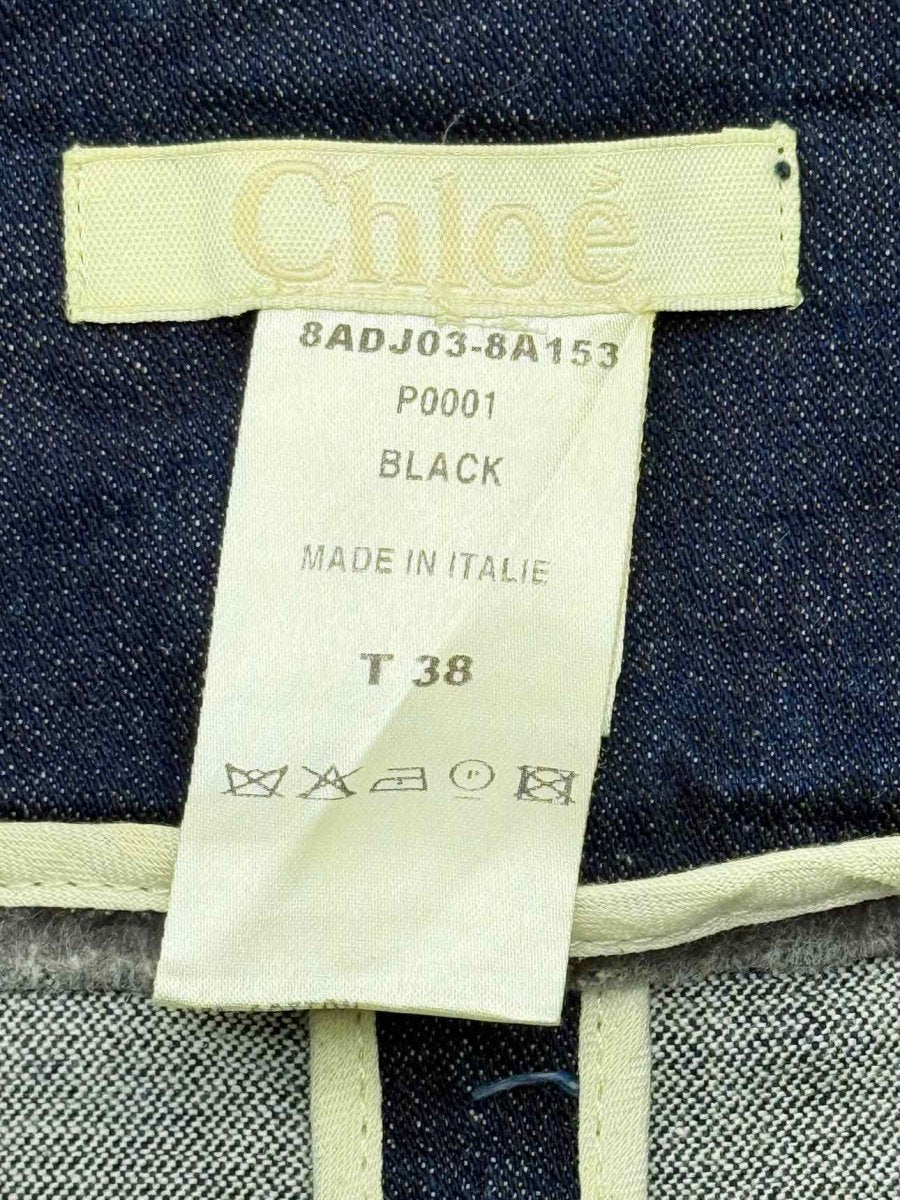 Chloé
8ADJ03-8A153
P0001
BLACK
MADE IN ITALIE
T 38
P